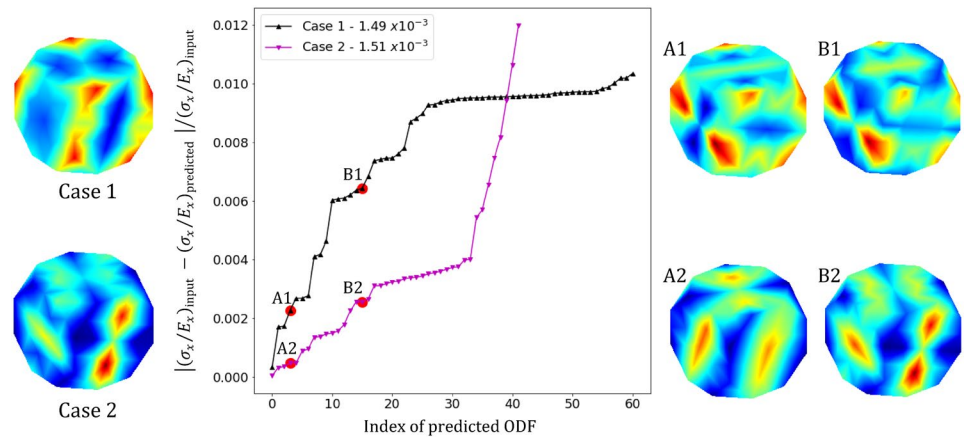 Case 1
Case 2
|(σₓ/Eₓ)input − (σₓ/Eₓ)predicted |/(σₓ/Eₓ)input
0.012
0.010
0.008
0.006
0.004
0.002
0.000
Case 1 - 1.49 x10⁻³
Case 2 - 1.51 x10⁻³
B1
A1
B2
A2
0
10
20
30
40
50
60
Index of predicted ODF
A1
B1
A2
B2